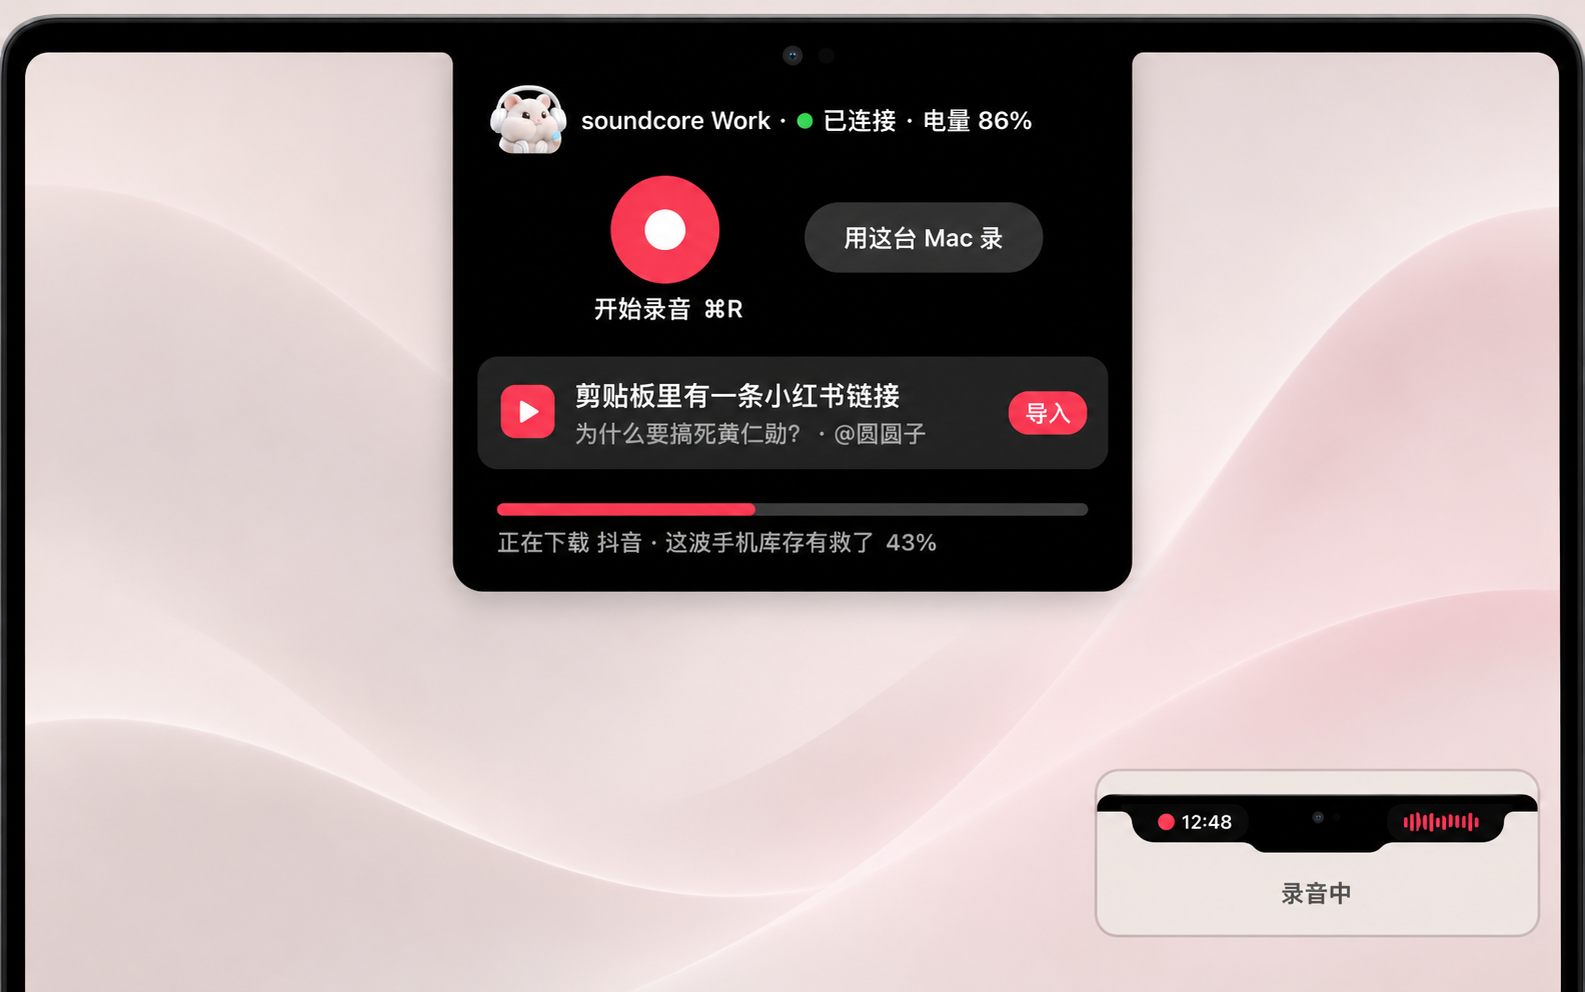 soundcore Work · 已连接 · 电量 86%
用这台 Mac 录
开始录音 ⌘R
剪贴板里有一条小红书链接
为什么要搞死黄仁勋？ · @圆圆子
导入
正在下载 抖音 · 这波手机库存有救了 43%
12:48
录音中